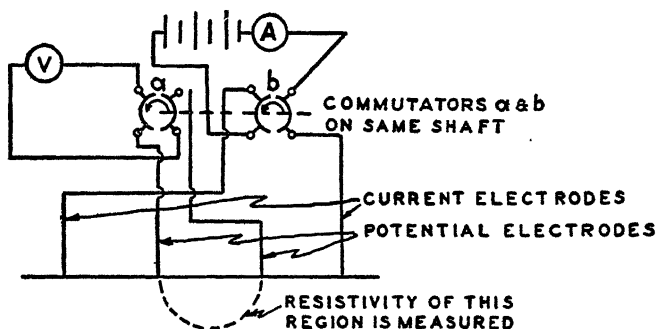 A
V
a
b
COMMUTATORS a & b
ON SAME SHAFT
CURRENT ELECTRODES
POTENTIAL ELECTRODES
RESISTIVITY OF THIS
REGION IS MEASURED